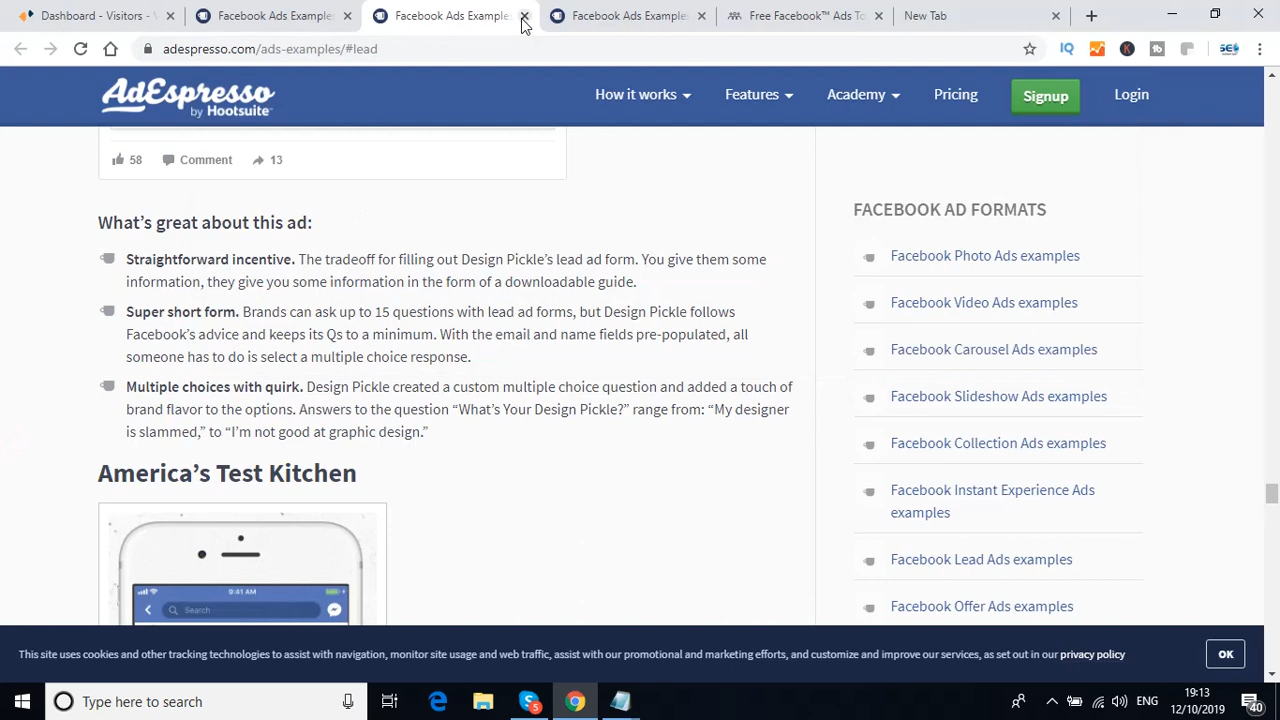 Dashboard - Visitors - W
Facebook Ads Examples
Facebook Ads Examples
Facebook Ads Examples
Free Facebook™ Ads To
New Tab
adespresso.com/ads-examples/#lead
AdEspresso
by Hootsuite
How it works
Features
Academy
Pricing
Signup
Login
58
Comment
13
What's great about this ad:
Straightforward incentive. The tradeoff for filling out Design Pickle's lead ad form. You give them some
information, they give you some information in the form of a downloadable guide.
Super short form. Brands can ask up to 15 questions with lead ad forms, but Design Pickle follows
Facebook's advice and keeps its Qs to a minimum. With the email and name fields pre-populated, all
someone has to do is select a multiple choice response.
Multiple choices with quirk. Design Pickle created a custom multiple choice question and added a touch of
brand flavor to the options. Answers to the question “What's Your Design Pickle?” range from: “My designer
is slammed,” to “I'm not good at graphic design.”
America's Test Kitchen
9:41 AM
Search
FACEBOOK AD FORMATS
Facebook Photo Ads examples
Facebook Video Ads examples
Facebook Carousel Ads examples
Facebook Slideshow Ads examples
Facebook Collection Ads examples
Facebook Instant Experience Ads
examples
Facebook Lead Ads examples
Facebook Offer Ads examples
This site uses cookies and other tracking technologies to assist with navigation, monitor site usage and web traffic, assist with our promotional and marketing efforts, and customize and improve our services, as set out in our privacy policy
OK
Type here to search
5
ENG
19:13
12/10/2019
40